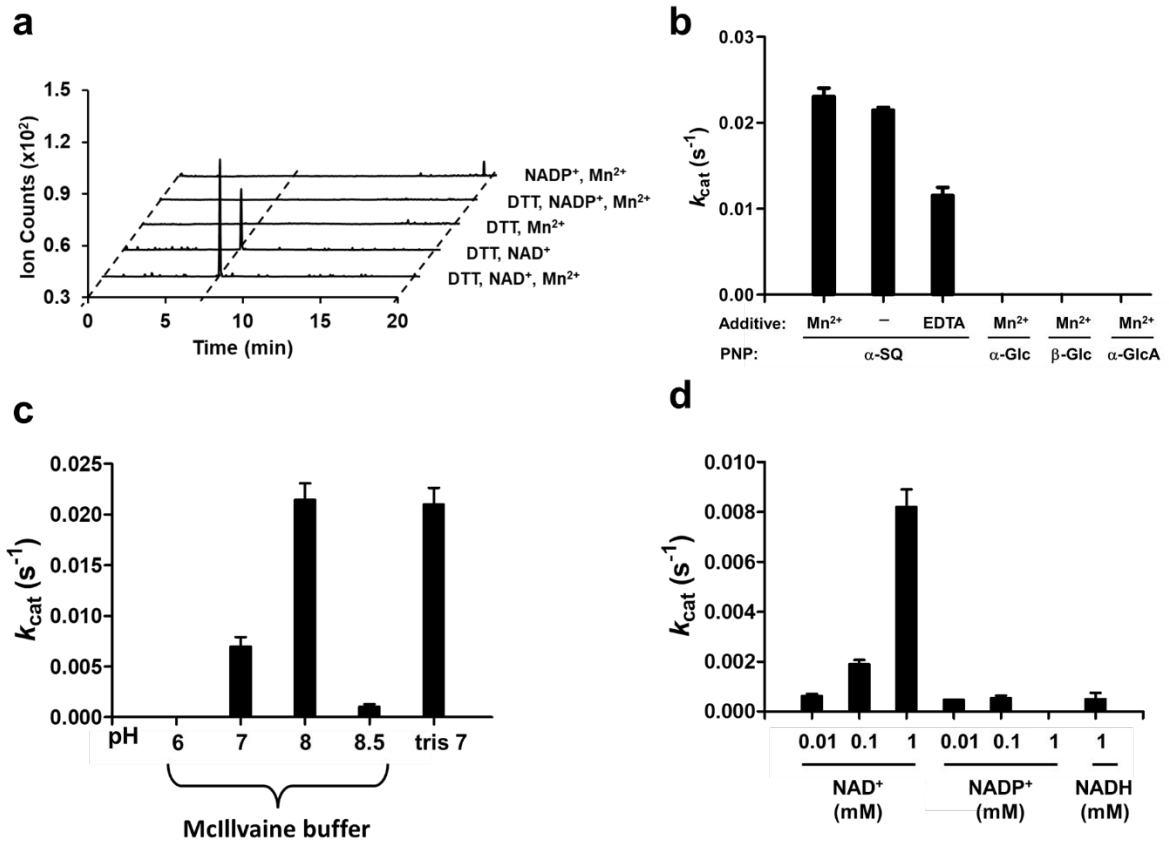 a
Ion Counts (x10²)
1.5
1.2
0.9
0.6
0.3
0 5 10 15 20
Time (min)
NADP⁺, Mn²⁺
DTT, NADP⁺, Mn²⁺
DTT, Mn²⁺
DTT, NAD⁺
DTT, NAD⁺, Mn²⁺
b
kcat (s⁻¹)
0.03
0.02
0.01
0.00
Additive: Mn²⁺ – EDTA Mn²⁺ Mn²⁺ Mn²⁺
PNP: α-SQ α-Glc β-Glc α-GlcA
c
kcat (s⁻¹)
0.025
0.020
0.015
0.010
0.005
0.000
pH 6 7 8 8.5 tris 7
McIllvaine buffer
d
kcat (s⁻¹)
0.010
0.008
0.006
0.004
0.002
0.000
0.01 0.1 1 0.01 0.1 1 1
NAD⁺ NADP⁺ NADH
(mM) (mM) (mM)